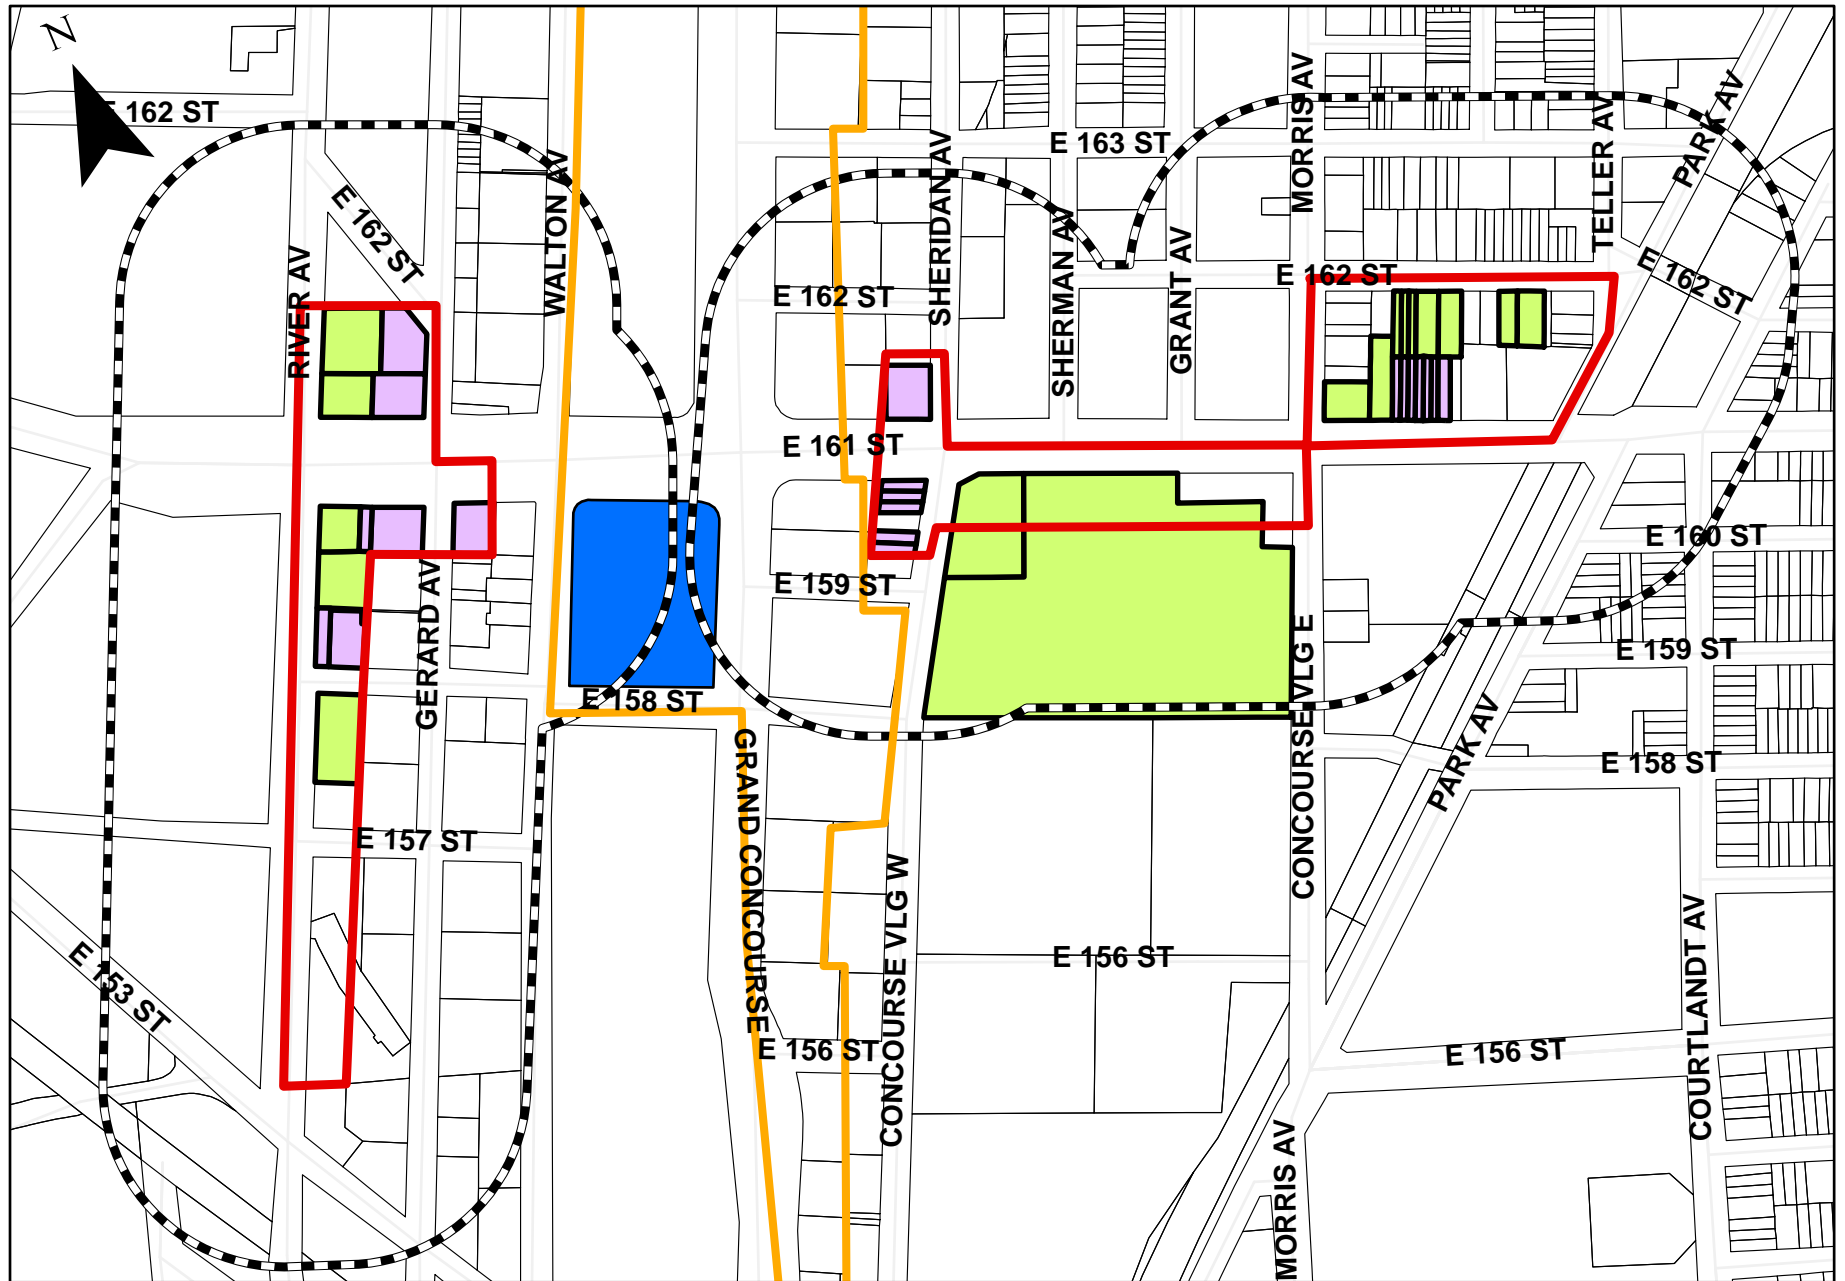 N
E 162 ST
E 163 ST
MORRIS AV
TELLER AV
PARK AV
WALTON AV
SHERIDAN AV
E 162 ST
SHERMAN AV
GRANT AV
RIVER AV
E 162 ST
E 162 ST
E 162 ST
E 161 ST
E 160 ST
E 159 ST
GERARD AV
E 159 ST
E 158 ST
CONCOURSE VLG E
PARK AV
E 158 ST
GRAND CONCOURSE
E 157 ST
CONCOURSE VLG W
E 156 ST
COURTLANDT AV
E 153 ST
E 156 ST
E 156 ST
MORRIS AV